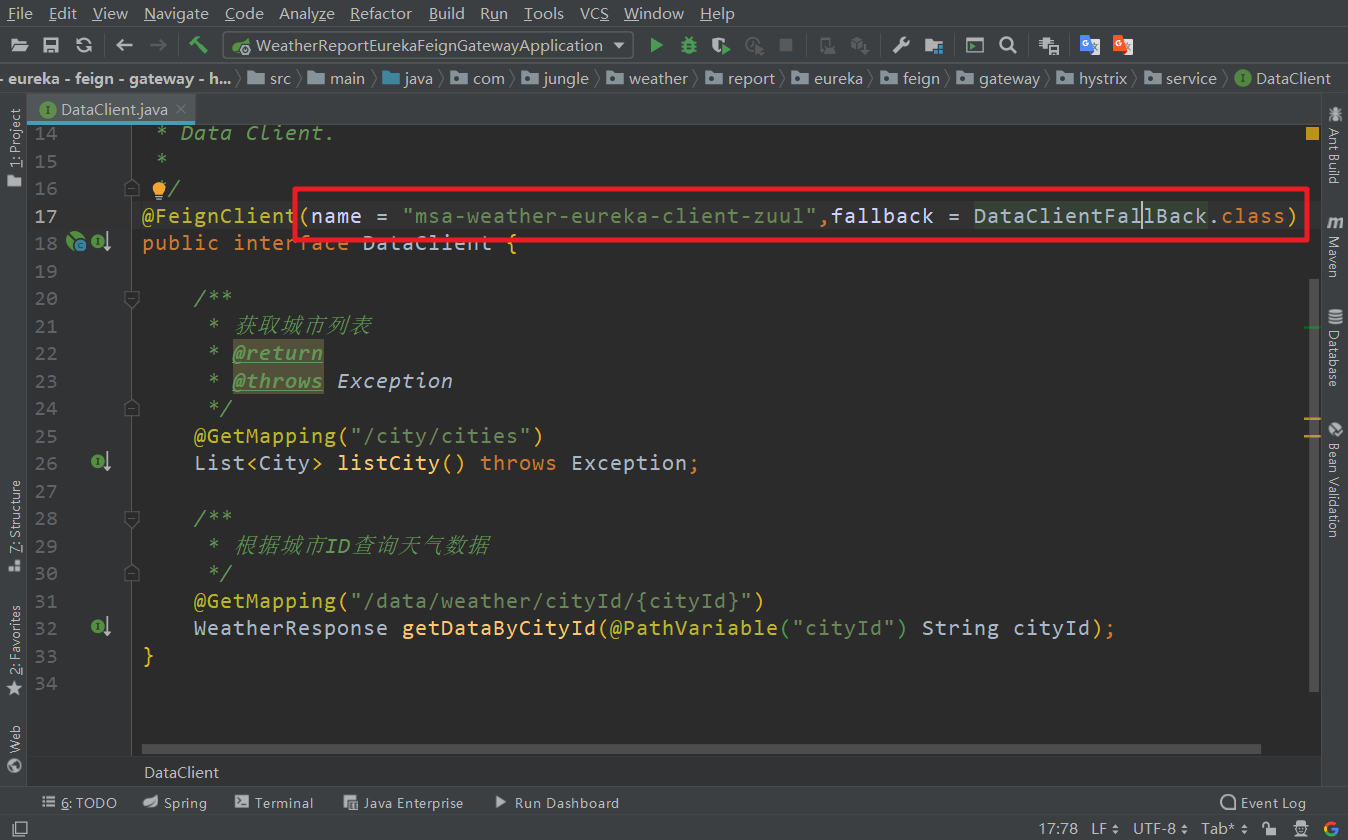 File Edit View Navigate Code Analyze Refactor Build Run Tools VCS Window Help
WeatherReportEurekaFeignGatewayApplication
- eureka - feign - gateway - h... src main java com jungle weather report eureka feign gateway hystrix service DataClient
DataClient.java
1: Project
7: Structure
2: Favorites
Web
14 * Data Client.
15 *
16 */
17 @FeignClient(name = "msa-weather-eureka-client-zuul",fallback = DataClientFallBack.class)
18 public interface DataClient {
19
20 /**
21 * 获取城市列表
22 * @return
23 * @throws Exception
24 */
25 @GetMapping("/city/cities")
26 List<City> listCity() throws Exception;
27
28 /**
29 * 根据城市ID查询天气数据
30 */
31 @GetMapping("/data/weather/cityId/{cityId}")
32 WeatherResponse getDataByCityId(@PathVariable("cityId") String cityId);
33 }
34
Ant Build
Maven
Database
Bean Validation
DataClient
6: TODO Spring Terminal Java Enterprise Run Dashboard Event Log
17:78 LF UTF-8 Tab*